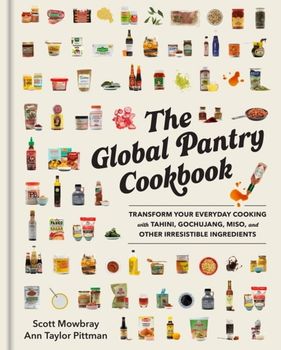 The
Global Pantry
Cookbook
TRANSFORM YOUR EVERYDAY COOKING
with TAHINI, GOCHUJANG, MISO, and
OTHER IRRESISTIBLE INGREDIENTS
Scott Mowbray
Ann Taylor Pittman